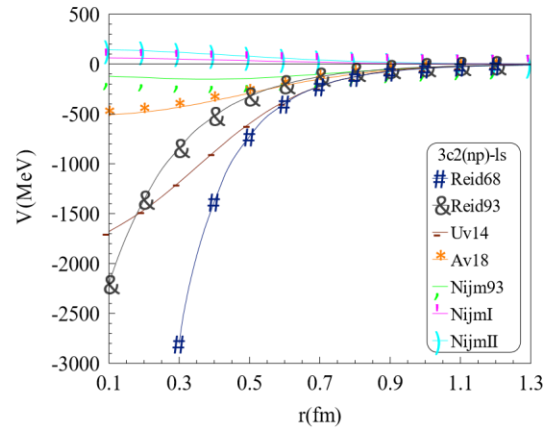 500
0
-500
-1000
-1500
-2000
-2500
-3000
V(MeV)
3c2(np)-ls
# Reid68
& Reid93
- Uv14
* Av18
, Nijm93
' NijmI
) NijmII
0.1 0.3 0.5 0.7 0.9 1.1 1.3
r(fm)